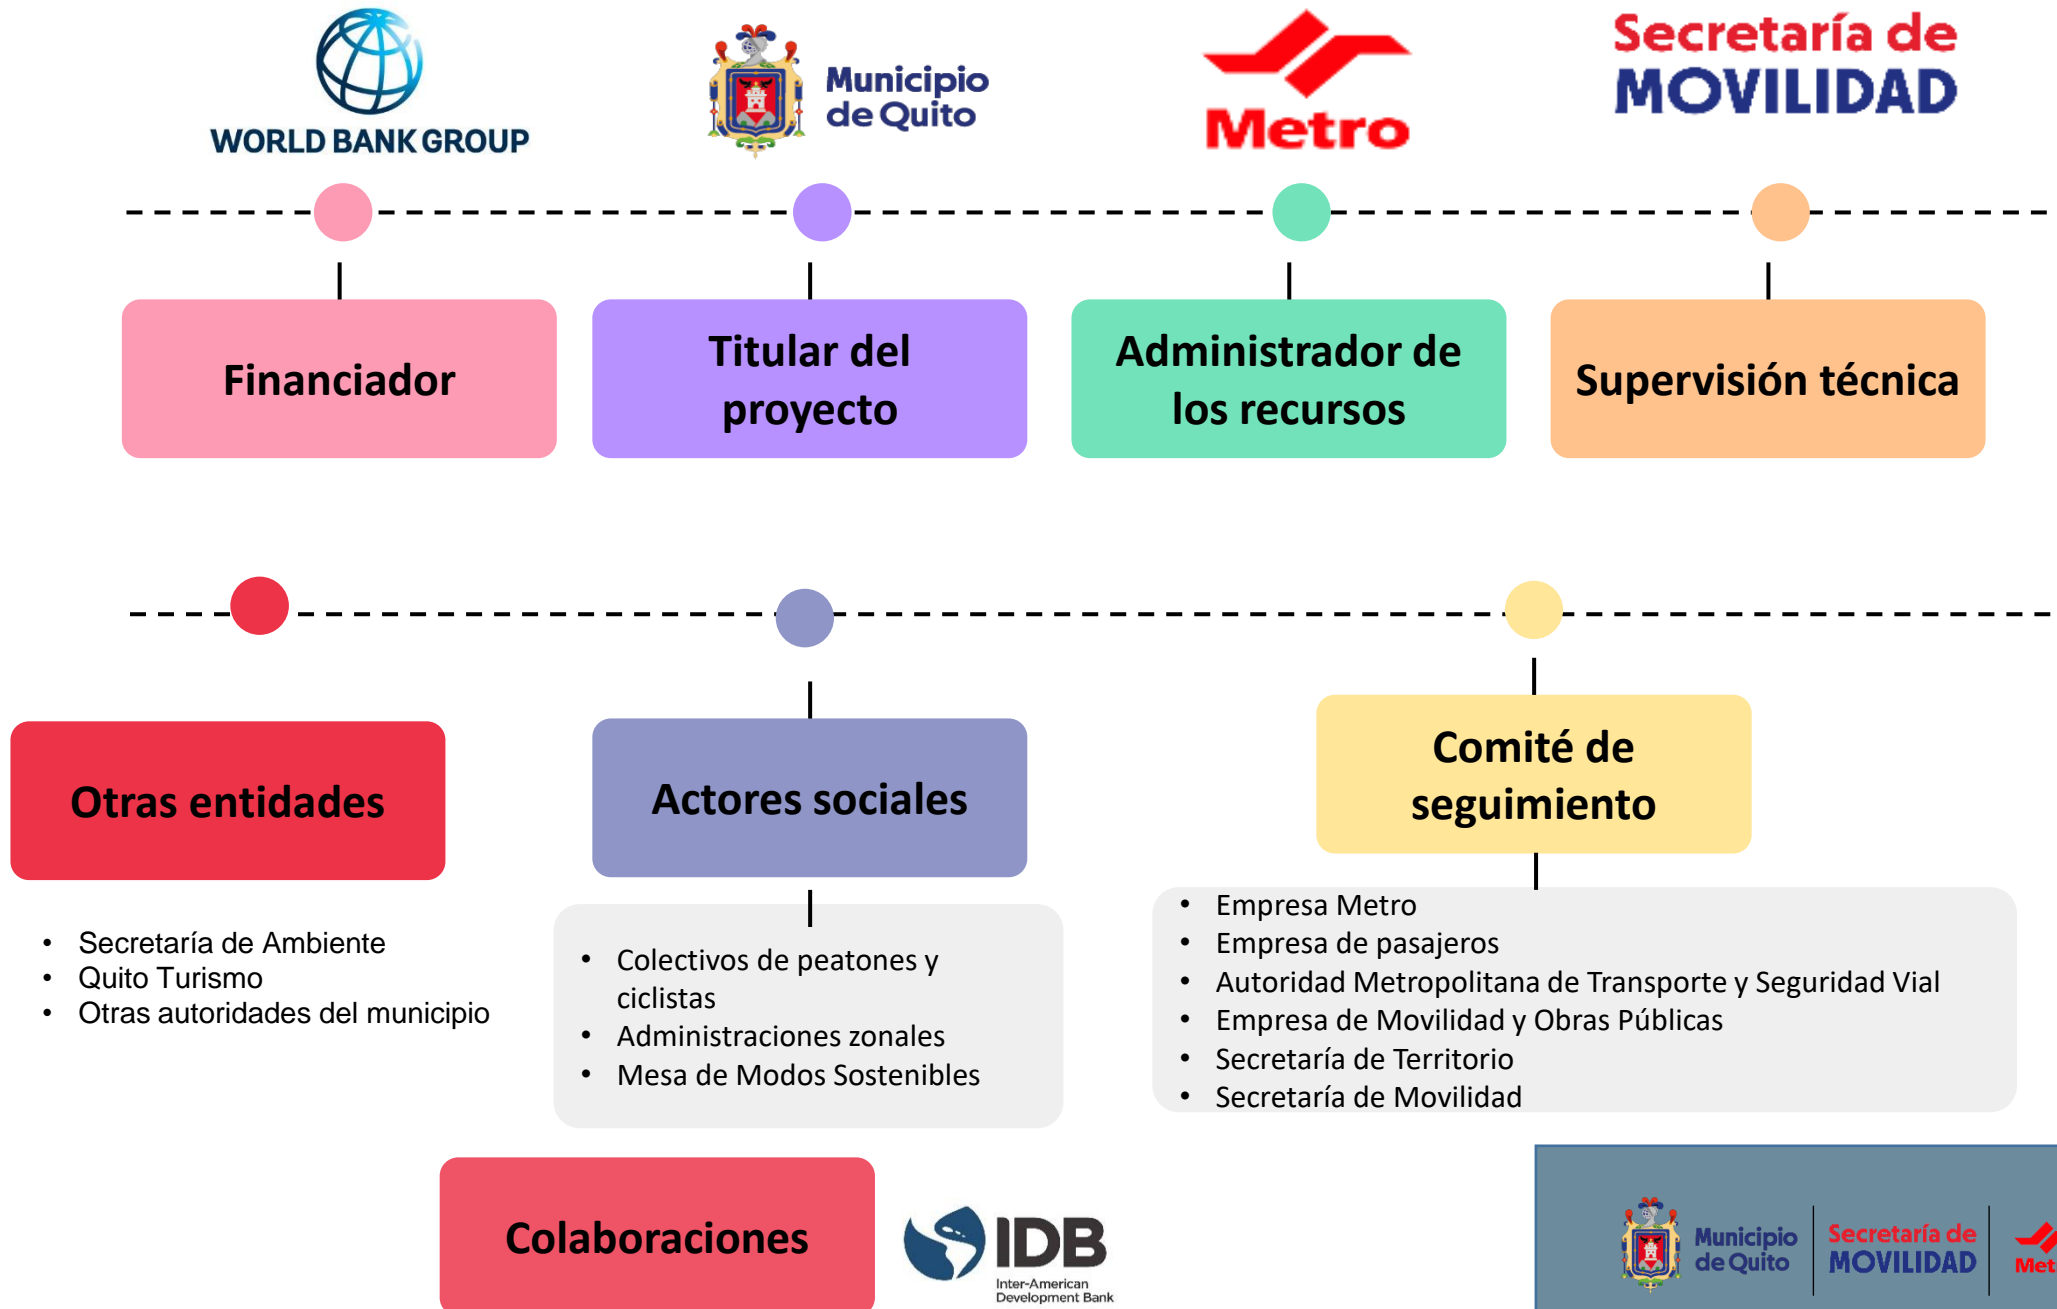 WORLD BANK GROUP
Municipio
de Quito
Metro
Secretaría de
MOVILIDAD
Financiador
Titular del
proyecto
Administrador de
los recursos
Supervisión técnica
Otras entidades
• Secretaría de Ambiente
• Quito Turismo
• Otras autoridades del municipio
Actores sociales
• Colectivos de peatones y
ciclistas
• Administraciones zonales
• Mesa de Modos Sostenibles
Comité de
seguimiento
• Empresa Metro
• Empresa de pasajeros
• Autoridad Metropolitana de Transporte y Seguridad Vial
• Empresa de Movilidad y Obras Públicas
• Secretaría de Territorio
• Secretaría de Movilidad
Colaboraciones
IDB
Inter-American
Development Bank
Municipio
de Quito
Secretaría de
MOVILIDAD
Met